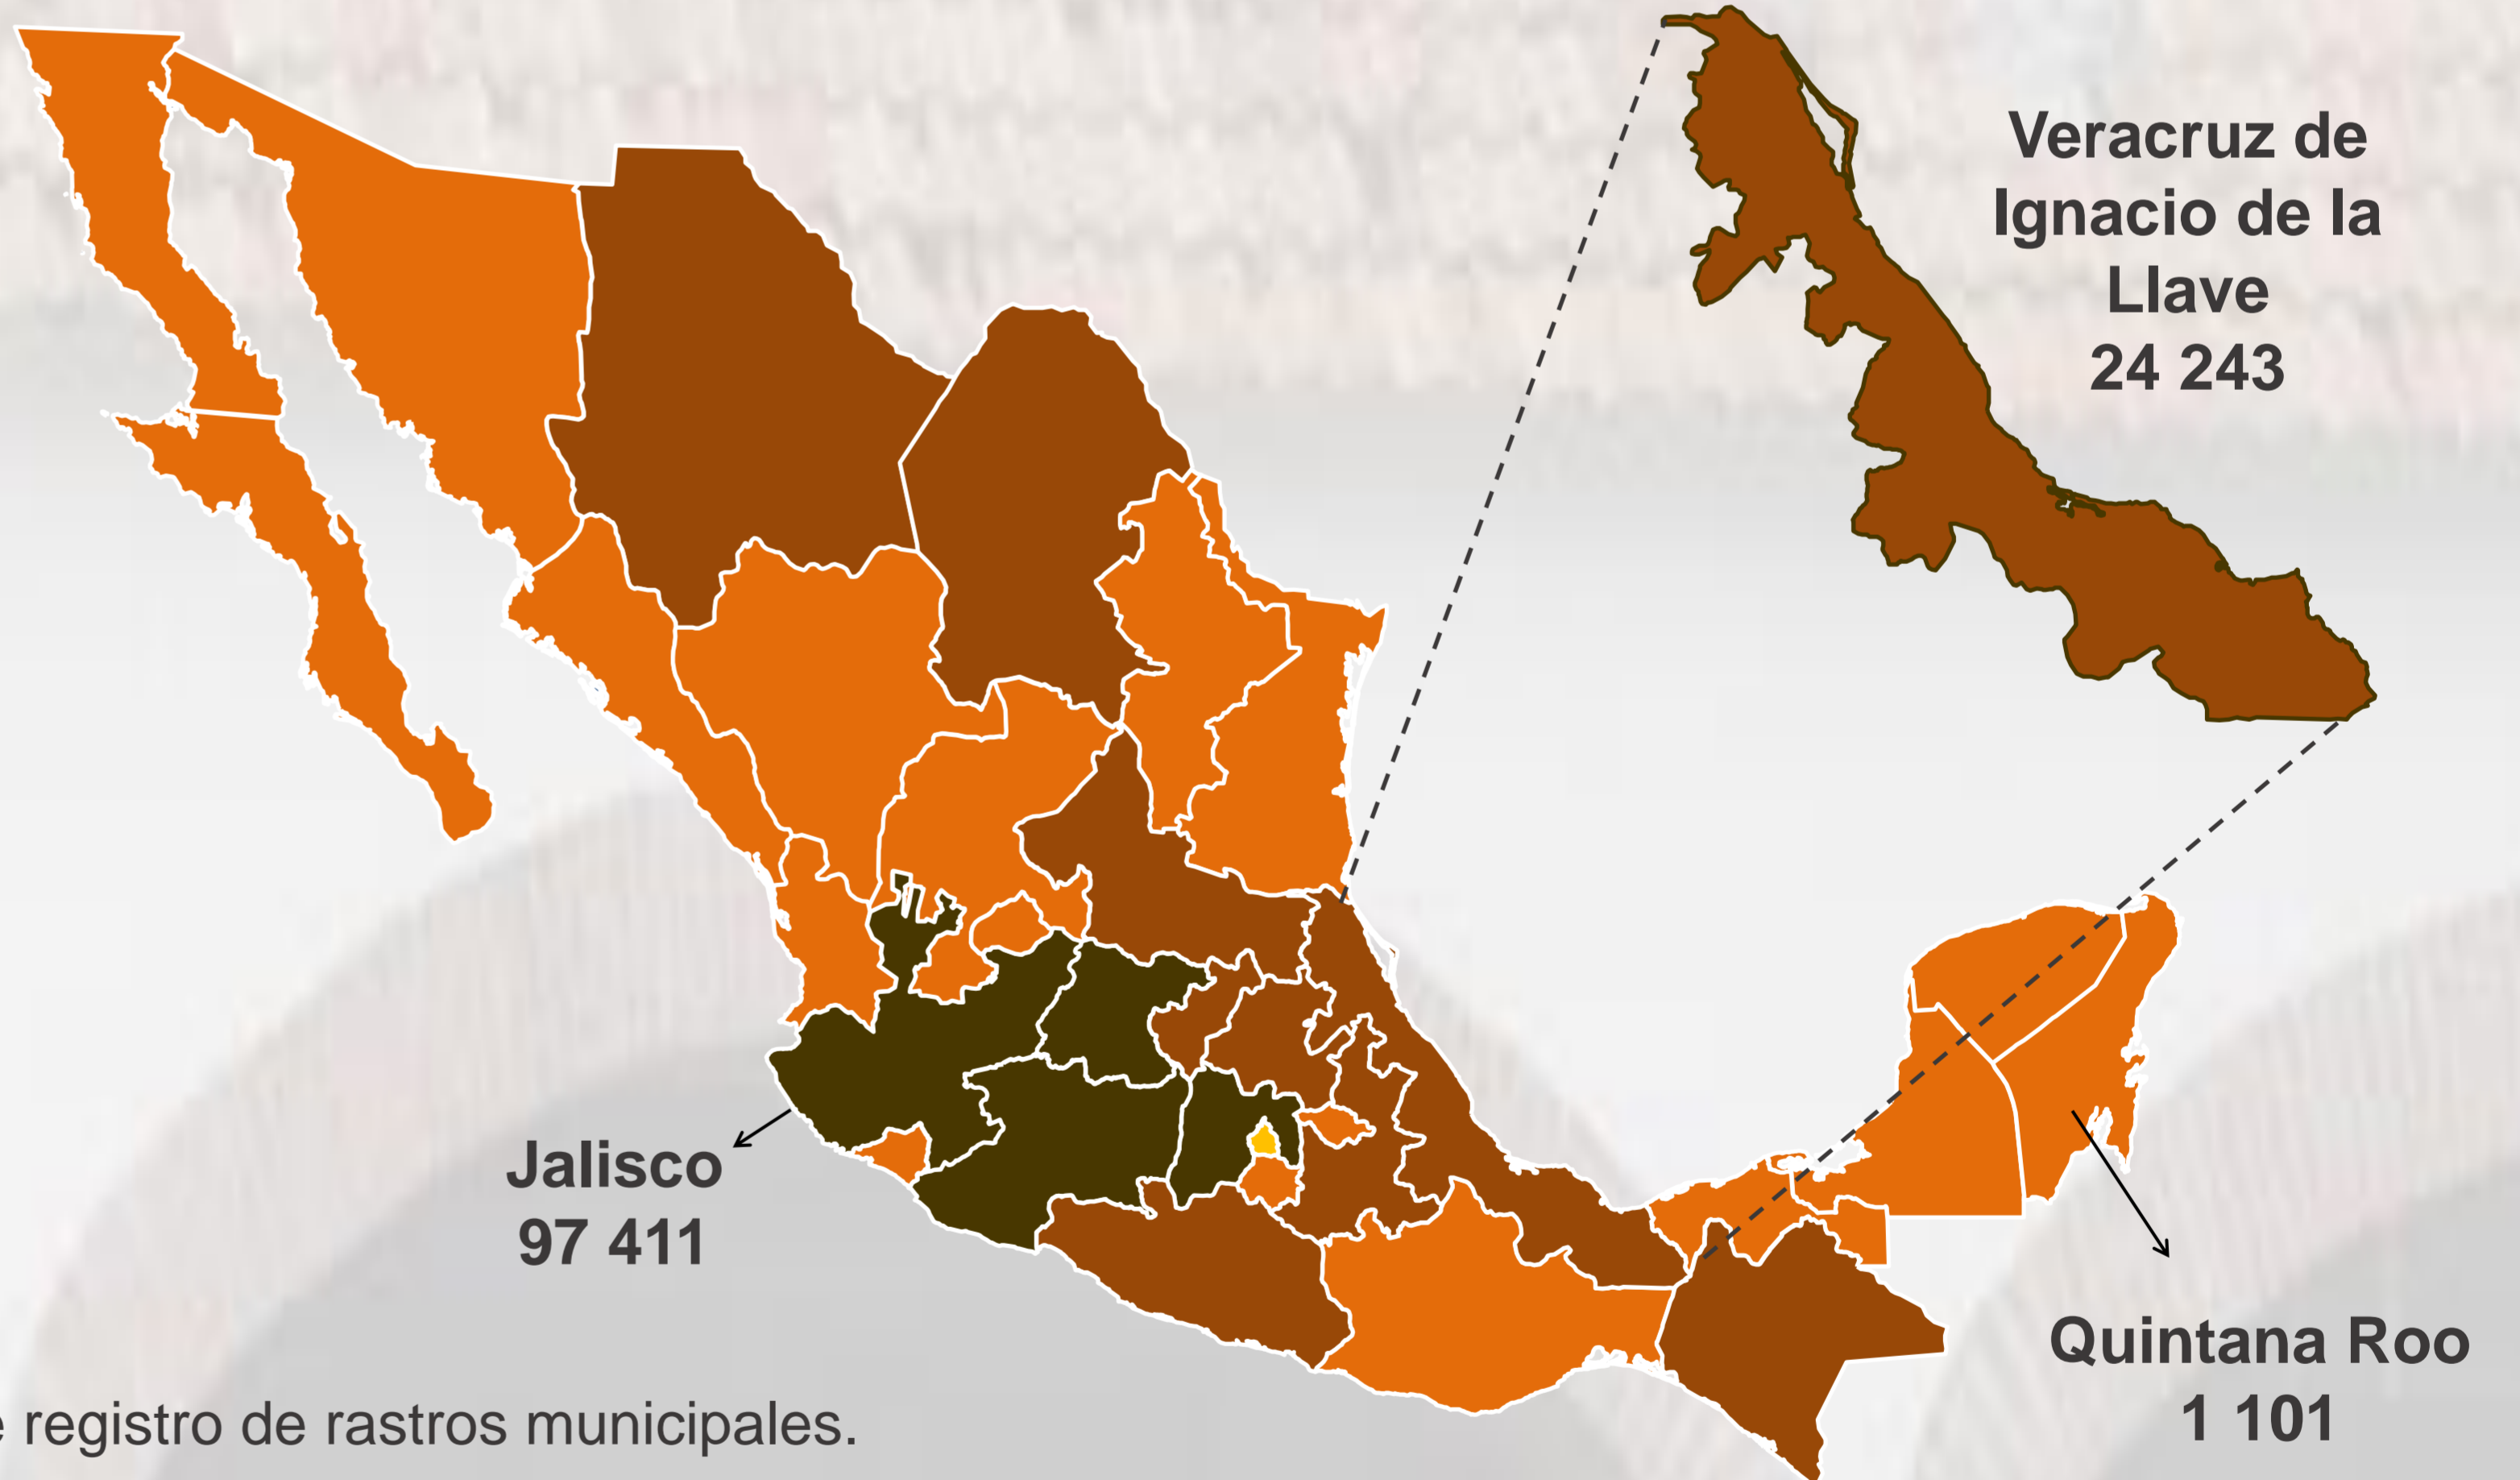 Veracruz de
Ignacio de la
Llave
24 243
Jalisco
97 411
Quintana Roo
1 101
registro de rastros municipales.